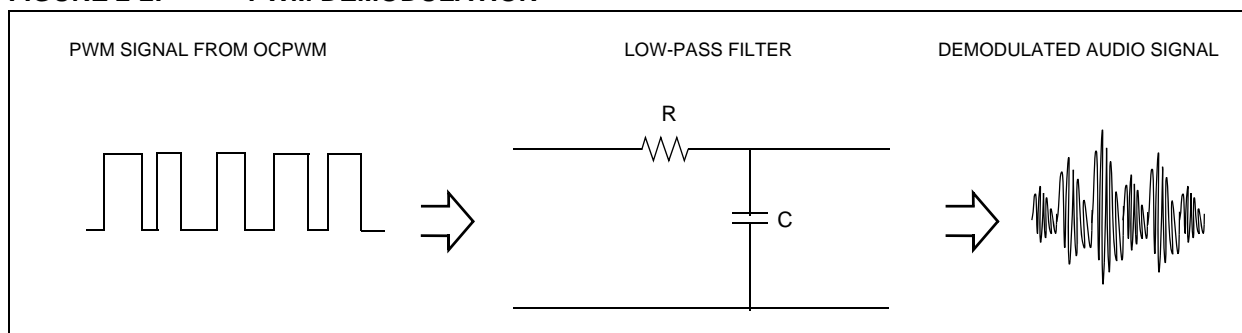 PWM SIGNAL FROM OCPWM
LOW-PASS FILTER
DEMODULATED AUDIO SIGNAL
R
C